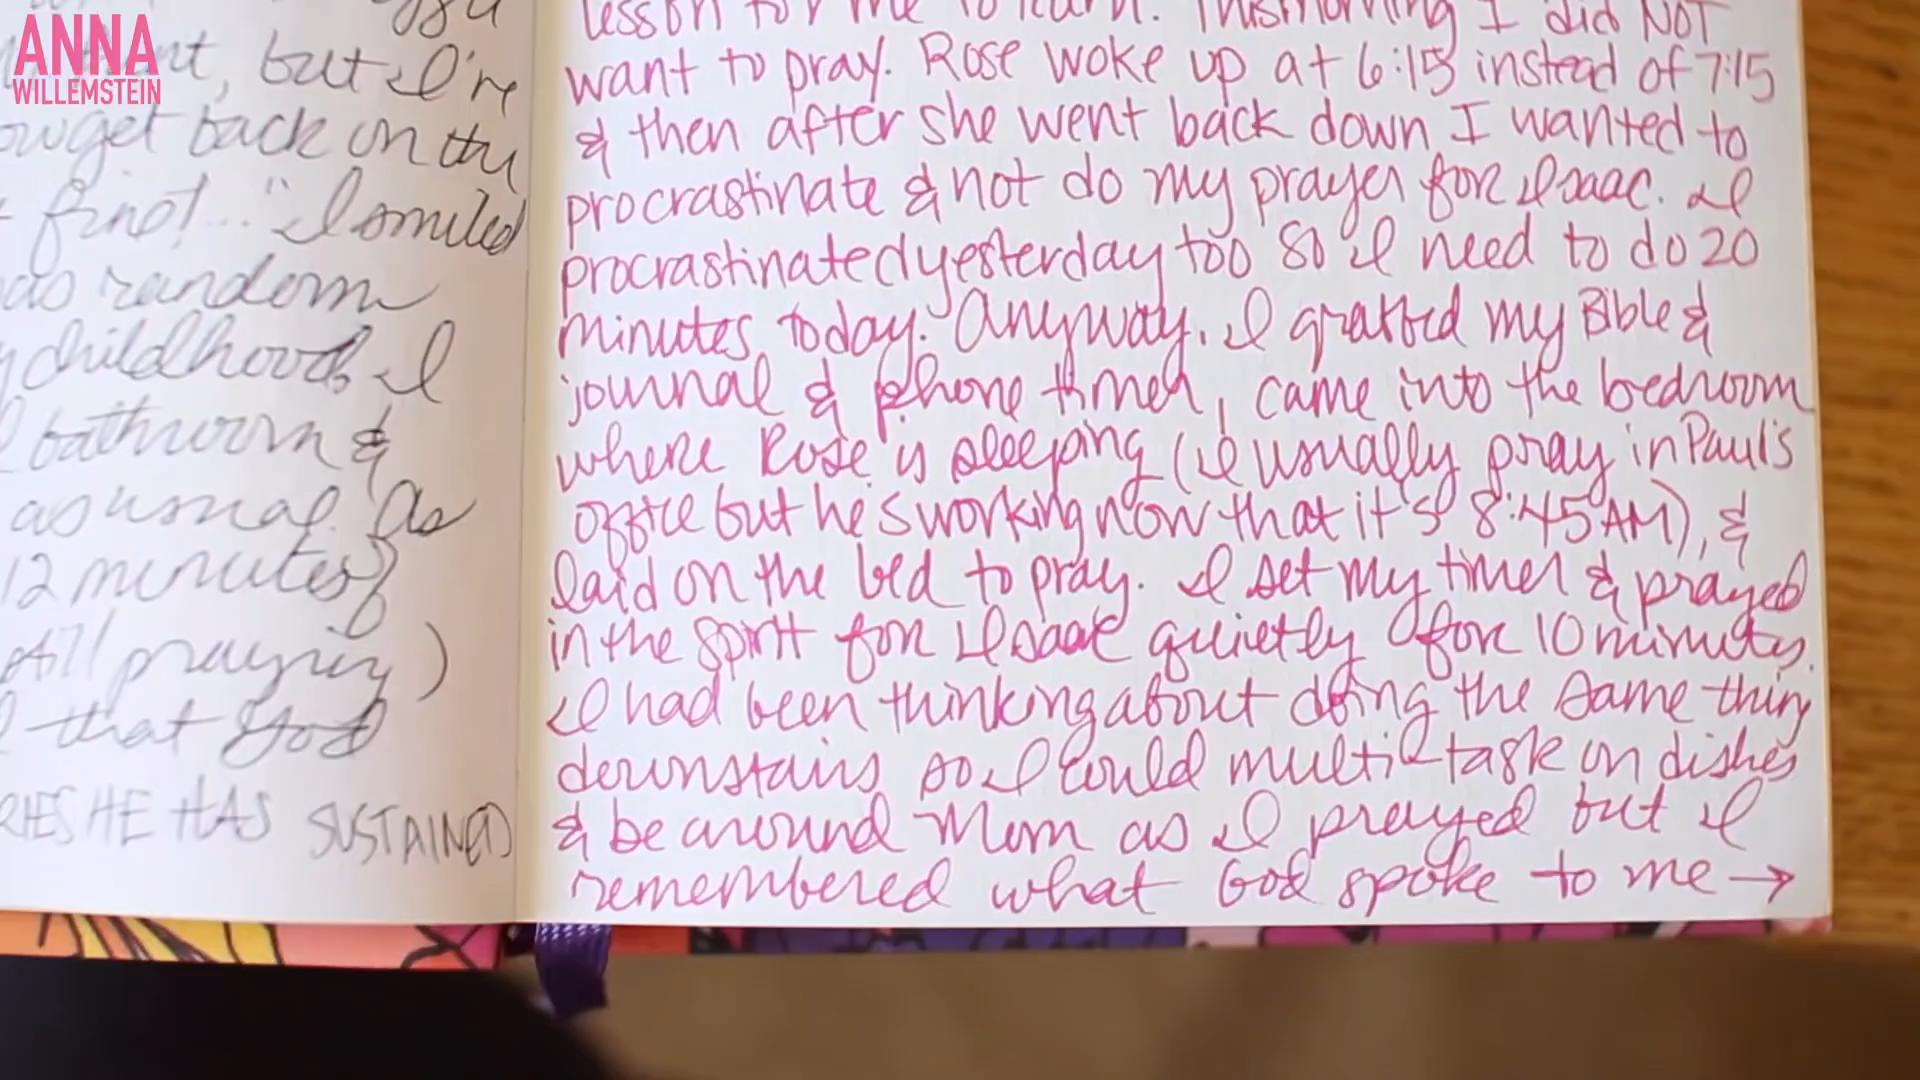 ANNA
WILLEMSTEIN
but I've
get back on the
fine!..." I smiled
as random
childhood. I
bathroom &
as usual. As
12 minutes of
praying)
that God
HE HAS SUSTAINED
lesson for me to learn. This morning I did NOT
want to pray. Rose woke up at 6:15 instead of 7:15
& then after she went back down I wanted to
procrastinate & not do my prayer for Isaac. I
procrastinated yesterday too so I need to do 20
minutes today. Anyway, I grabbed my Bible &
journal & phone timer, came into the bedroom
where Rose is sleeping (I usually pray in Paul's
office but he's working now that it's 8:45 AM), &
laid on the bed to pray. I set my timer & prayed
in the Spirit for Isaac quietly for 10 minutes.
I had been thinking about doing the same thing
downstairs so I could multi-task on dishes
& be around Mom as I prayed but I
remembered what God spoke to me →